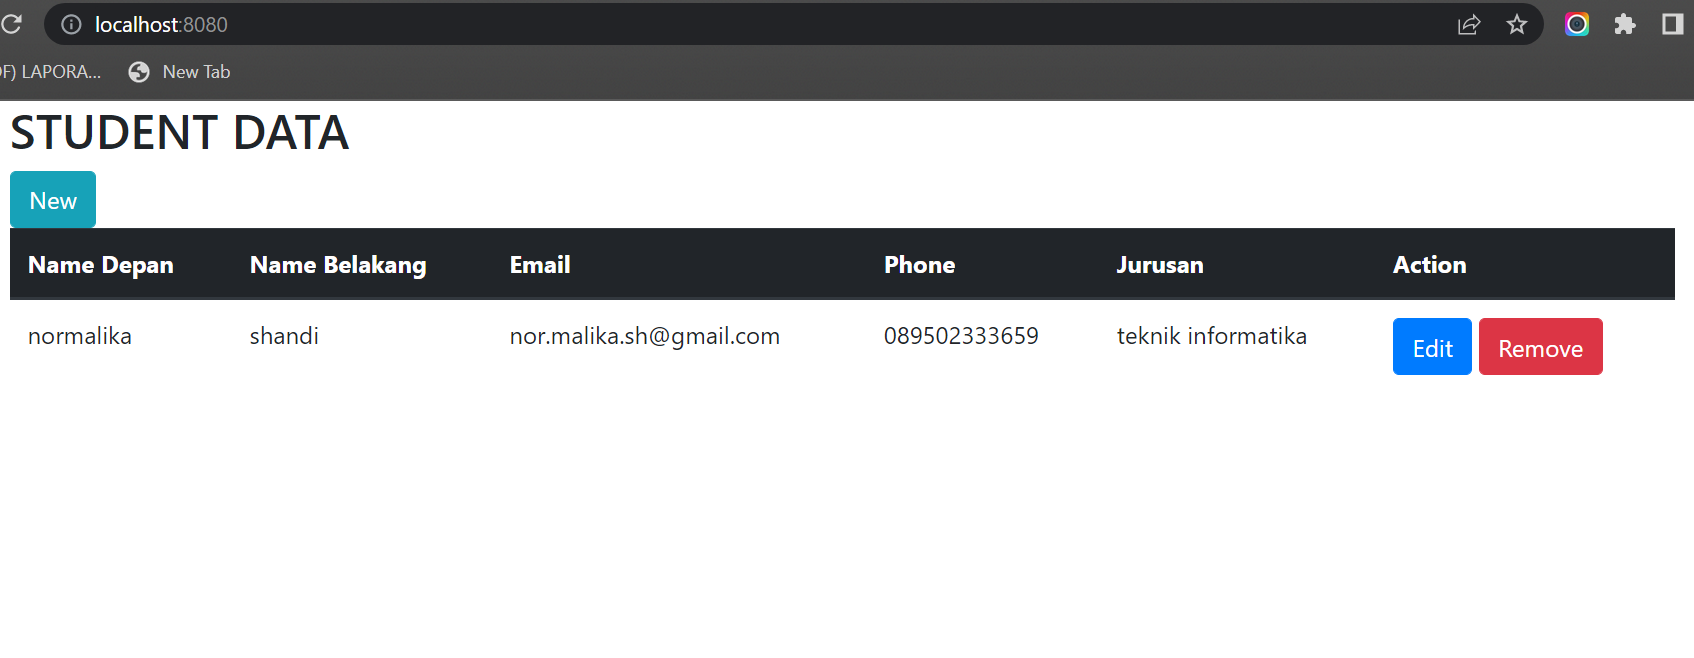 localhost:8080
DF) LAPORA... New Tab
STUDENT DATA
New
Name Depan Name Belakang Email Phone Jurusan Action
normalika shandi nor.malika.sh@gmail.com 089502333659 teknik informatika Edit Remove